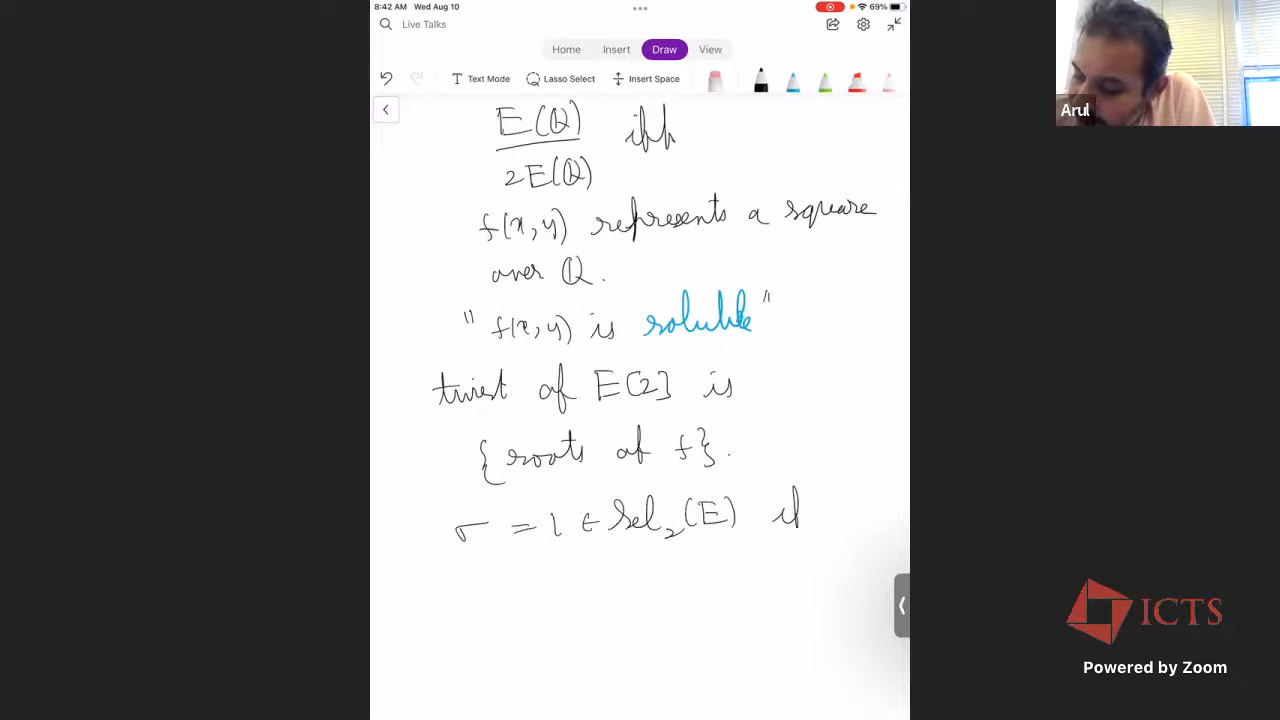 8:42 AM Wed Aug 10
69%
Live Talks
Home Insert Draw View
Text Mode Lasso Select Insert Space
E(Q) iff
2E(Q)
f(x,y) represents a square
over Q.
"f(x,y) is soluble"
twist of E[2] is
{roots of f}.
σ = 1 ∈ Sel₂(E) if
Arul
ICTS
Powered by Zoom